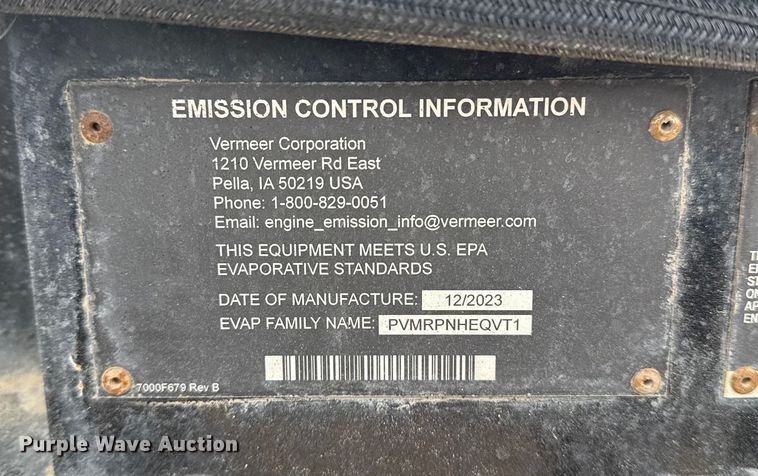 EMISSION CONTROL INFORMATION
Vermeer Corporation
1210 Vermeer Rd East
Pella, IA 50219 USA
Phone: 1-800-829-0051
Email: engine_emission_info@vermeer.com
THIS EQUIPMENT MEETS U.S. EPA
EVAPORATIVE STANDARDS
DATE OF MANUFACTURE: 12/2023
EVAP FAMILY NAME: PVMRPNHEQVT1
7000F679 Rev B
Purple Wave Auction